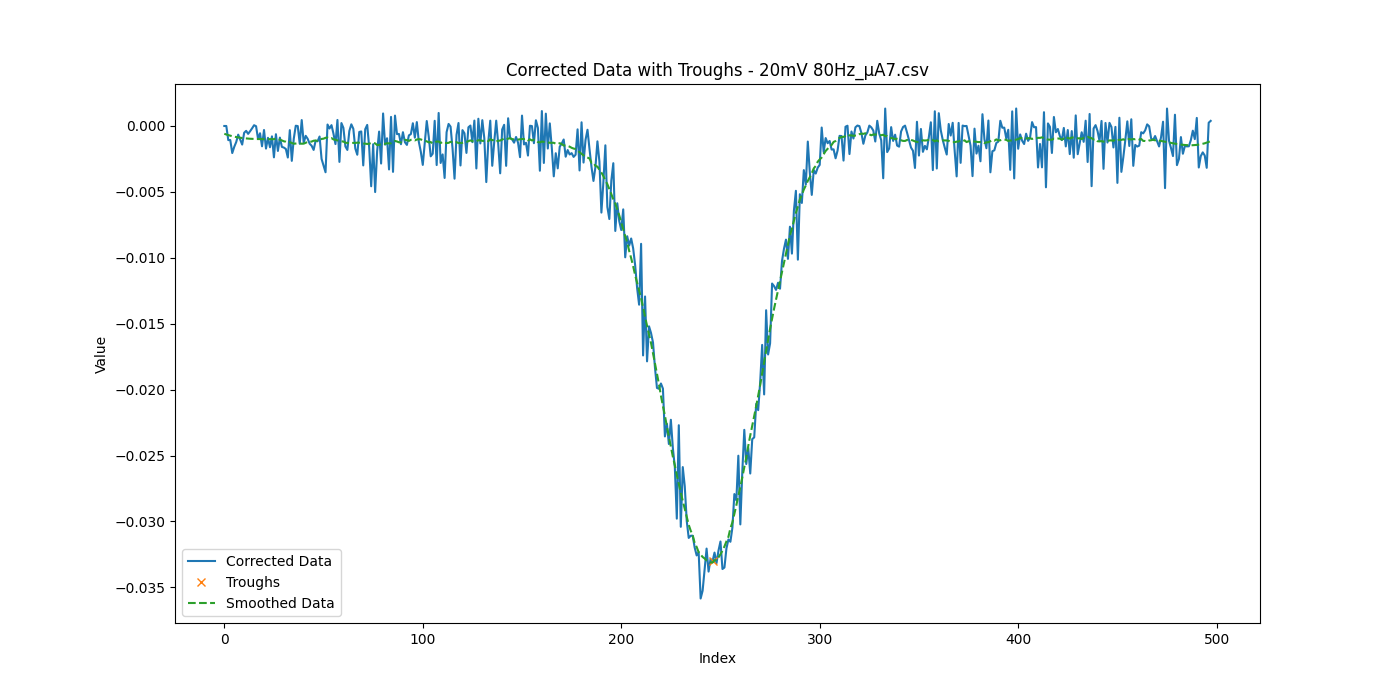 Corrected Data with Troughs - 20mV 80Hz_µA7.csv
0.000
−0.005
−0.010
−0.015
−0.020
−0.025
−0.030
−0.035
Value
Corrected Data
Troughs
Smoothed Data
0 100 200 300 400 500
Index